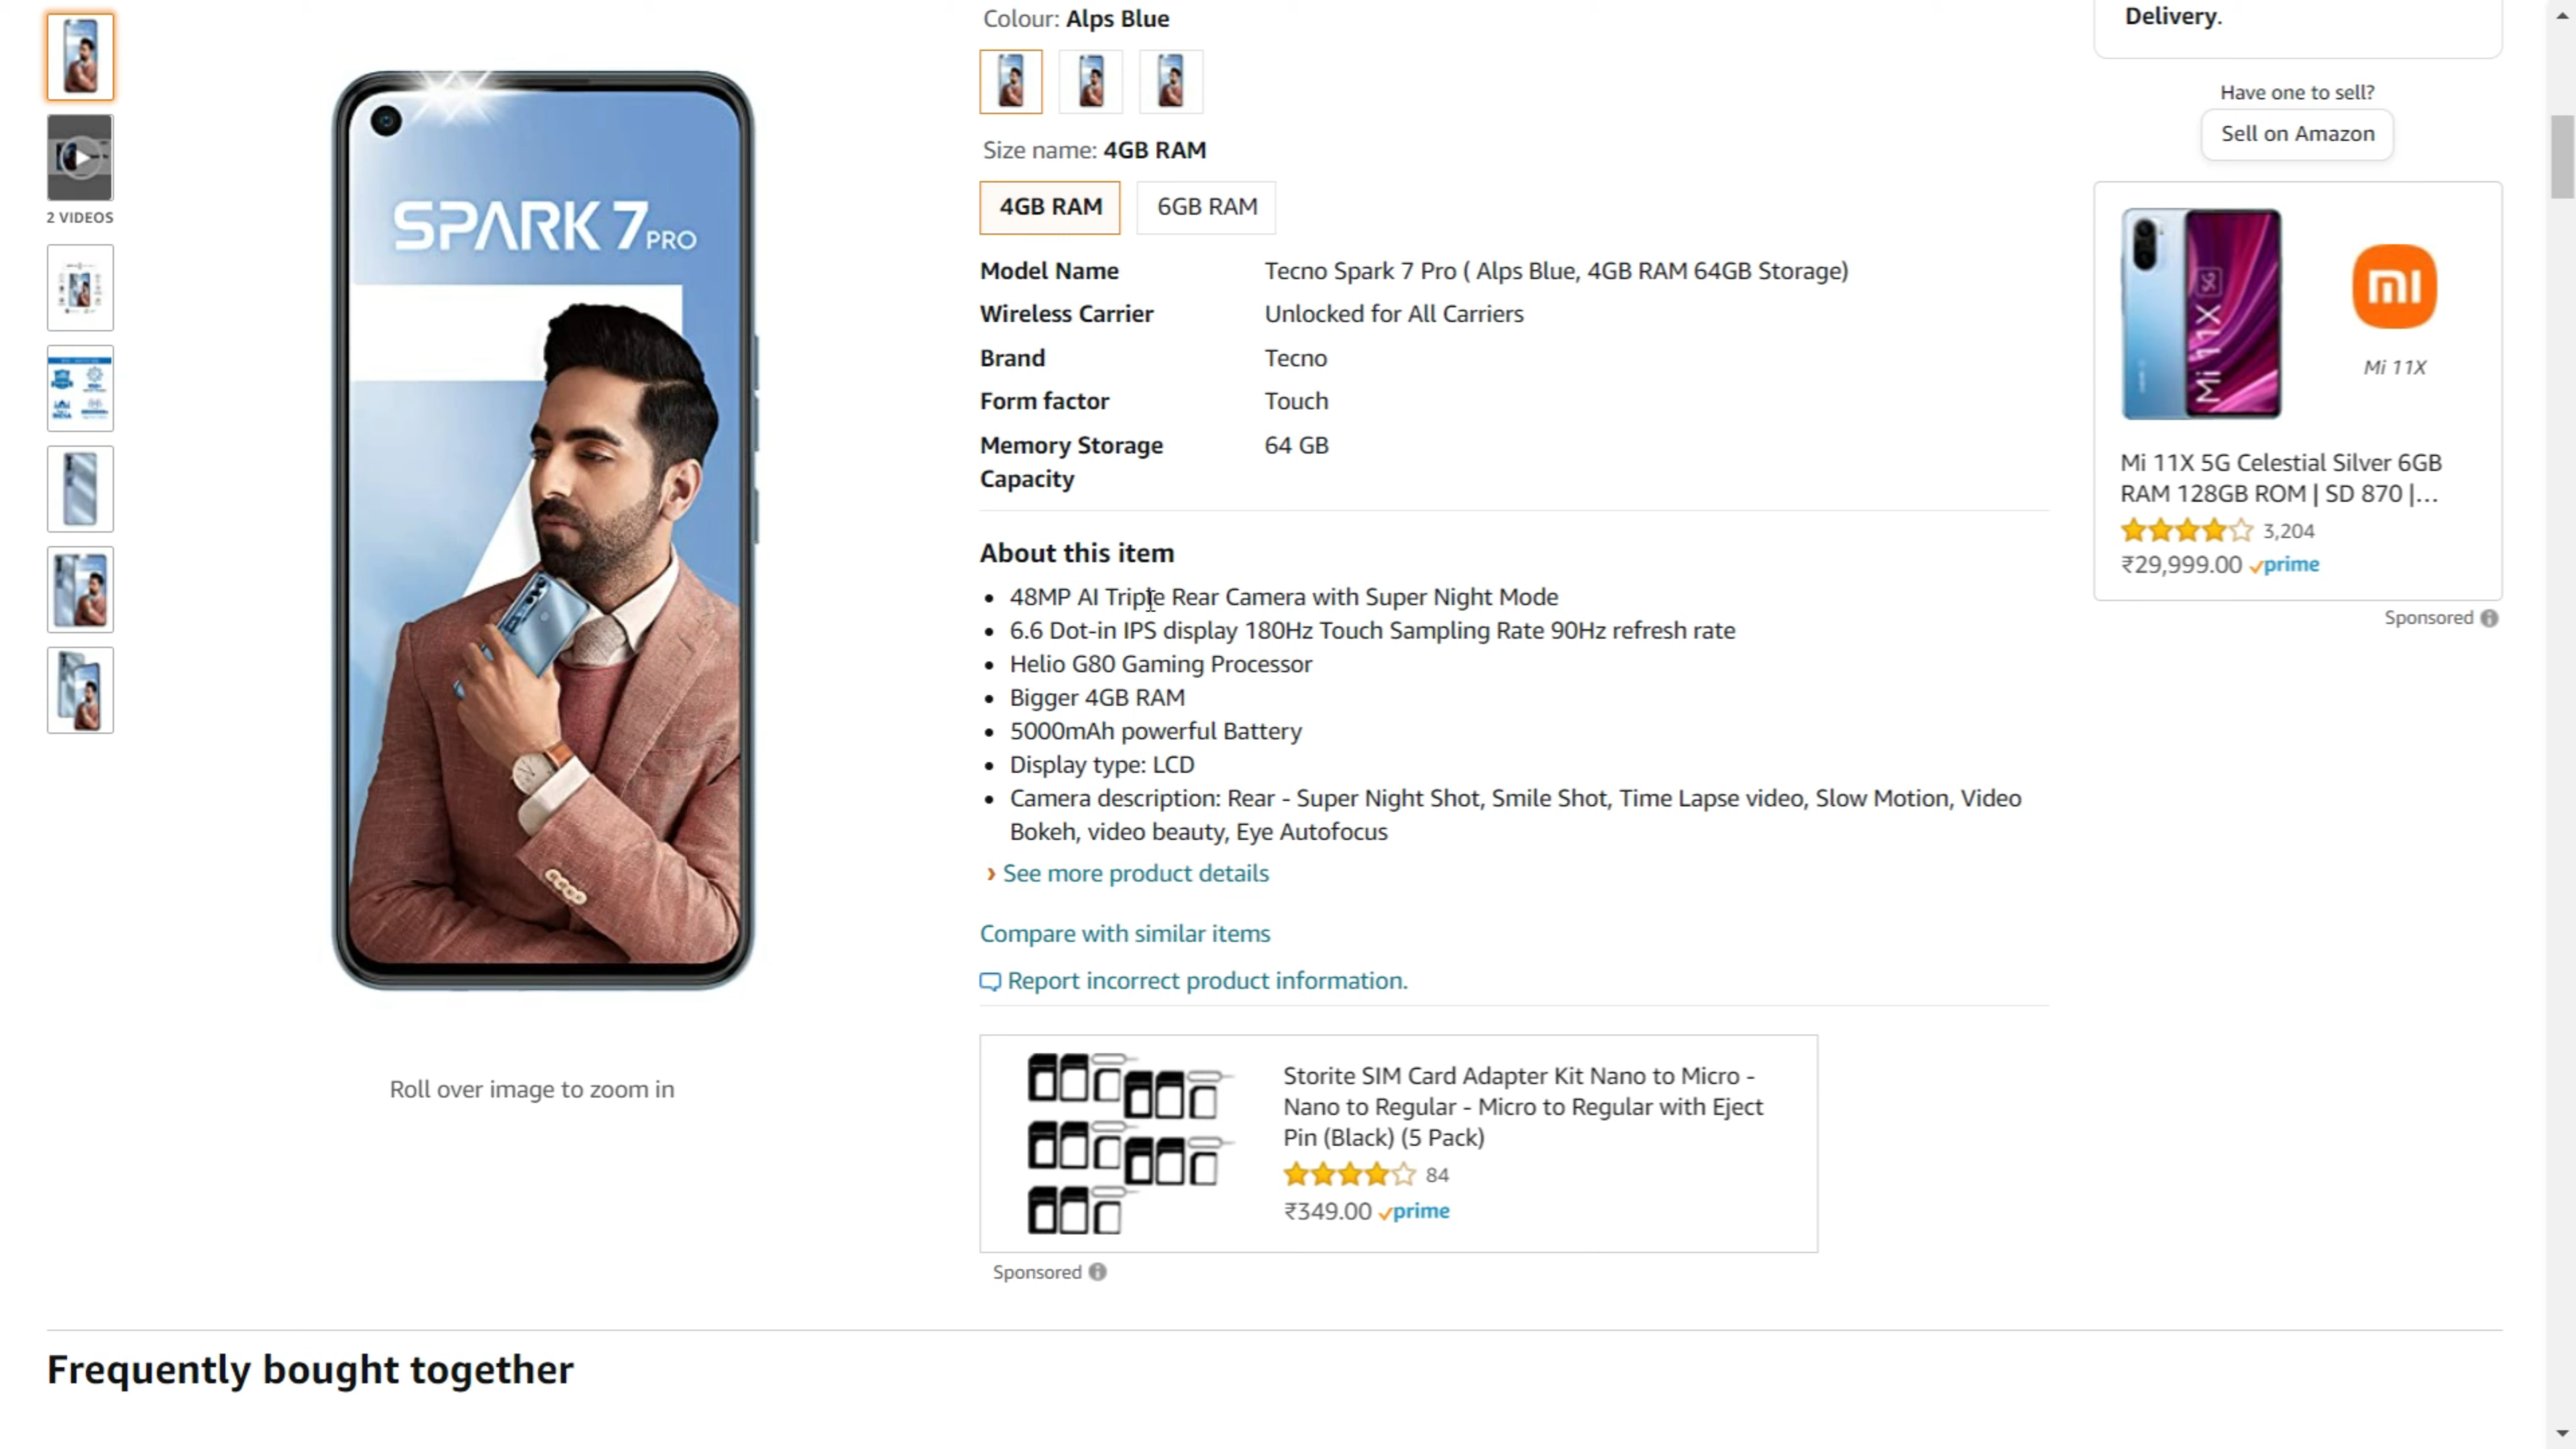 2 VIDEOS
SPARK 7 PRO
Roll over image to zoom in
Colour: Alps Blue
Size name: 4GB RAM
4GB RAM
6GB RAM
Model Name Tecno Spark 7 Pro ( Alps Blue, 4GB RAM 64GB Storage)
Wireless Carrier Unlocked for All Carriers
Brand Tecno
Form factor Touch
Memory Storage 64 GB
Capacity
About this item
• 48MP AI Triple Rear Camera with Super Night Mode
• 6.6 Dot-in IPS display 180Hz Touch Sampling Rate 90Hz refresh rate
• Helio G80 Gaming Processor
• Bigger 4GB RAM
• 5000mAh powerful Battery
• Display type: LCD
• Camera description: Rear - Super Night Shot, Smile Shot, Time Lapse video, Slow Motion, Video
Bokeh, video beauty, Eye Autofocus
› See more product details
Compare with similar items
Report incorrect product information.
Storite SIM Card Adapter Kit Nano to Micro -
Nano to Regular - Micro to Regular with Eject
Pin (Black) (5 Pack)
84
₹349.00 prime
Sponsored
Delivery.
Have one to sell?
Sell on Amazon
Mi 11X 5G
mi
Mi 11X
Mi 11X 5G Celestial Silver 6GB
RAM 128GB ROM | SD 870 |...
3,204
₹29,999.00 prime
Sponsored
Frequently bought together